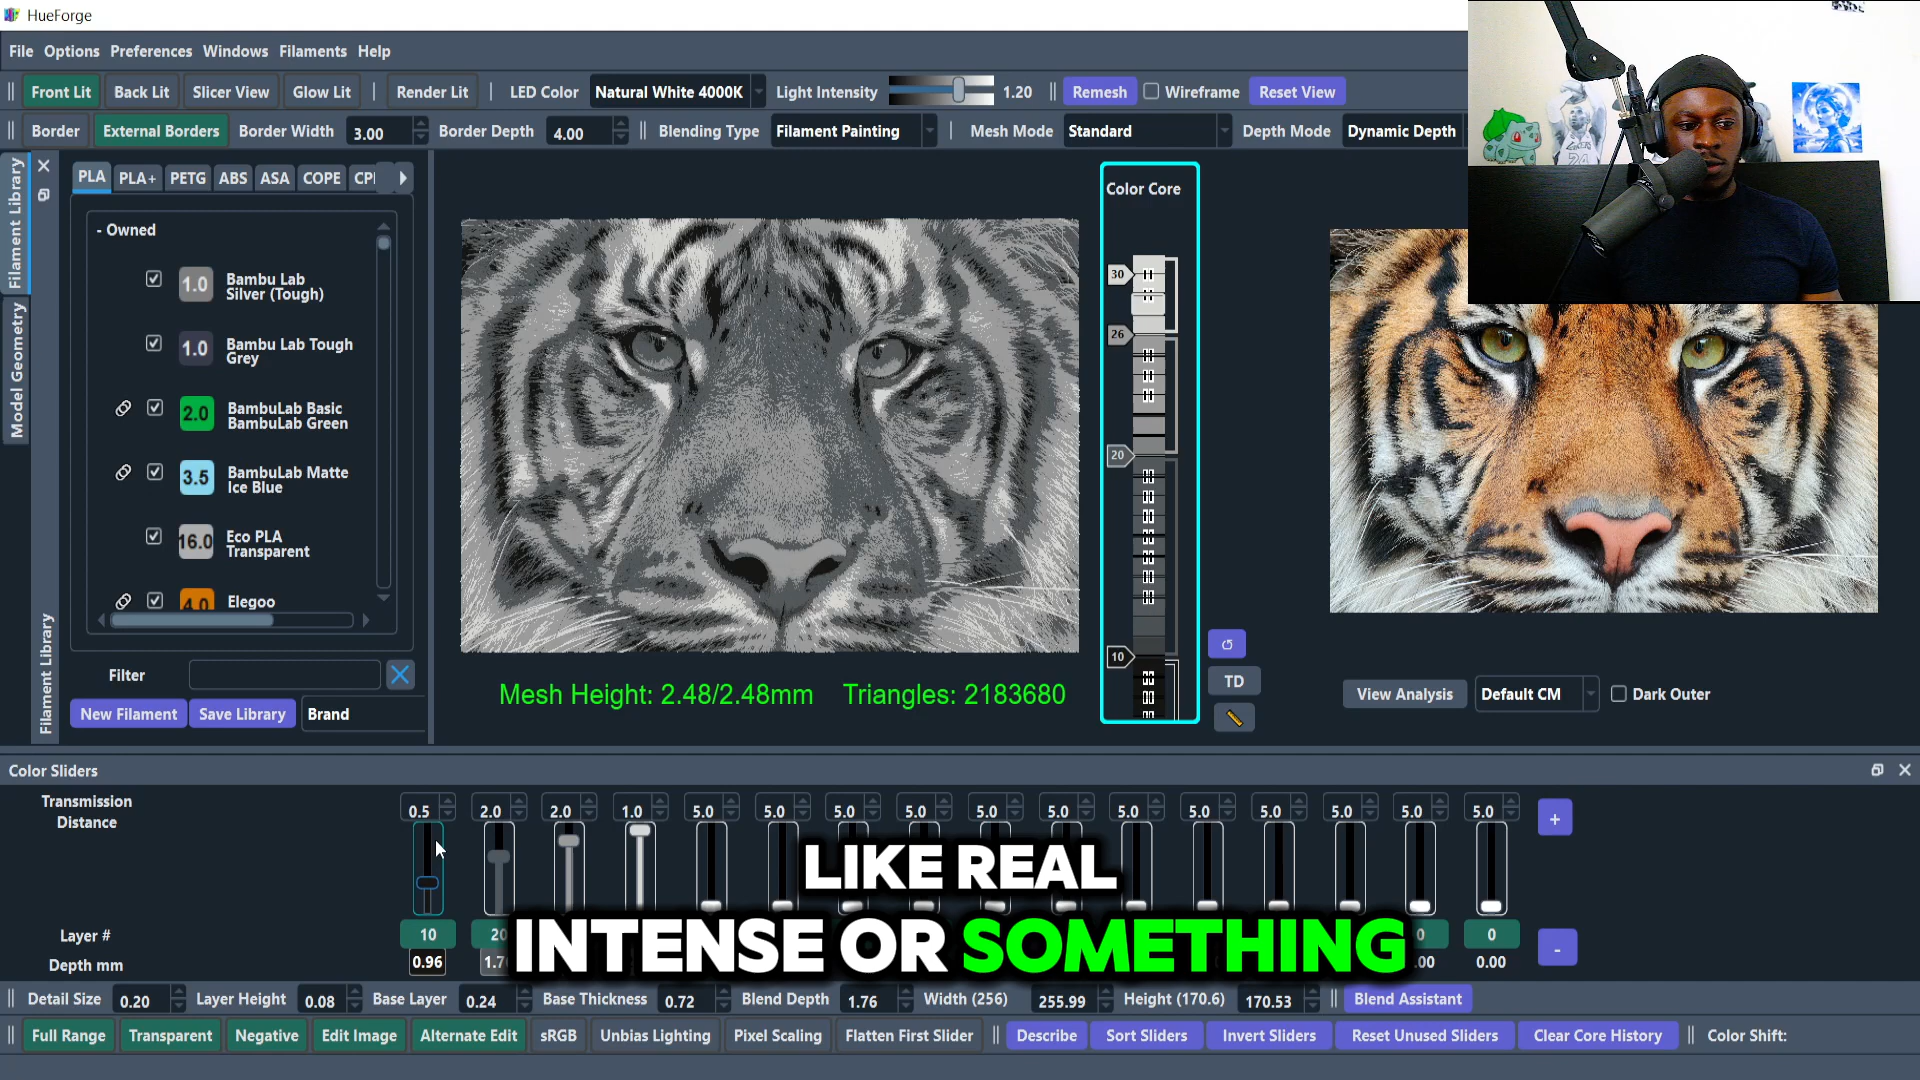 HueForge
File Options Preferences Windows Filaments Help
Front Lit Back Lit Slicer View Glow Lit Render Lit LED Color Natural White 4000K Light Intensity 1.20 Remesh Wireframe Reset View
Border External Borders Border Width 3.00 Border Depth 4.00 Blending Type Filament Painting Mesh Mode Standard Depth Mode Dynamic Depth
Filament Library
Model Geometry
Filament Library
PLA PLA+ PETG ABS ASA COPE
- Owned
1.0 Bambu Lab
Silver (Tough)
1.0 Bambu Lab Tough
Grey
2.0 BambuLab Basic
BambuLab Green
3.5 BambuLab Matte
Ice Blue
16.0 Eco PLA
Transparent
4.0 Elegoo
Filter
New Filament Save Library Brand
Mesh Height: 2.48/2.48mm Triangles: 2183680
Color Core
30
26
20
10
TD
24
View Analysis Default CM Dark Outer
Color Sliders
Transmission
Distance
0.5 2.0 2.0 1.0 5.0 5.0 5.0 5.0 5.0 5.0 5.0 5.0 5.0 5.0 5.0 5.0
+
LIKE REAL
INTENSE OR SOMETHING
Layer # 10 20 0 0
-
Depth mm 0.96 1.7 .00 0.00
Detail Size 0.20 Layer Height 0.08 Base Layer 0.24 Base Thickness 0.72 Blend Depth 1.76 Width (256) 255.99 Height (170.6) 170.53 Blend Assistant
Full Range Transparent Negative Edit Image Alternate Edit sRGB Unbias Lighting Pixel Scaling Flatten First Slider Describe Sort Sliders Invert Sliders Reset Unused Sliders Clear Core History Color Shift: